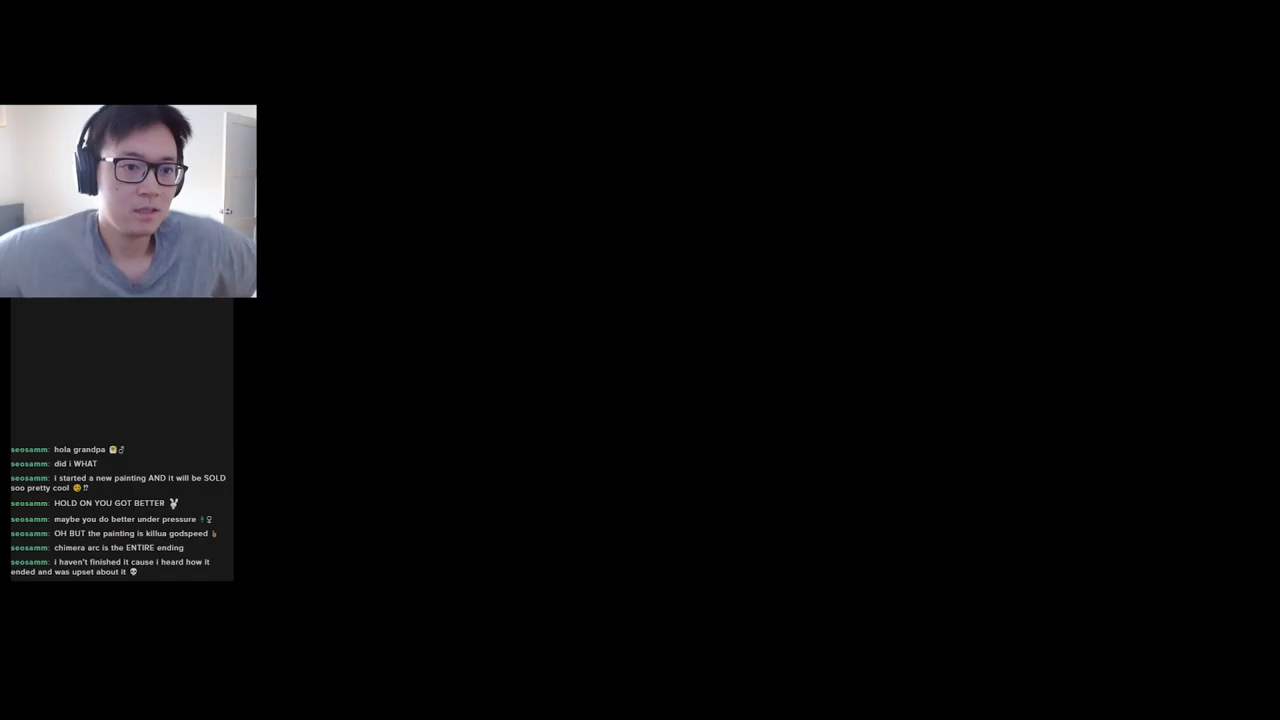 seosamm: hola grandpa
seosamm: did i WHAT
seosamm: i started a new painting AND it will be SOLD
soo pretty cool 🥲⁉
seosamm: HOLD ON YOU GOT BETTER
seosamm: maybe you do better under pressure
seosamm: OH BUT the painting is killua godspeed
seosamm: chimera arc is the ENTIRE ending
seosamm: i haven't finished it cause i heard how it
ended and was upset about it 💀